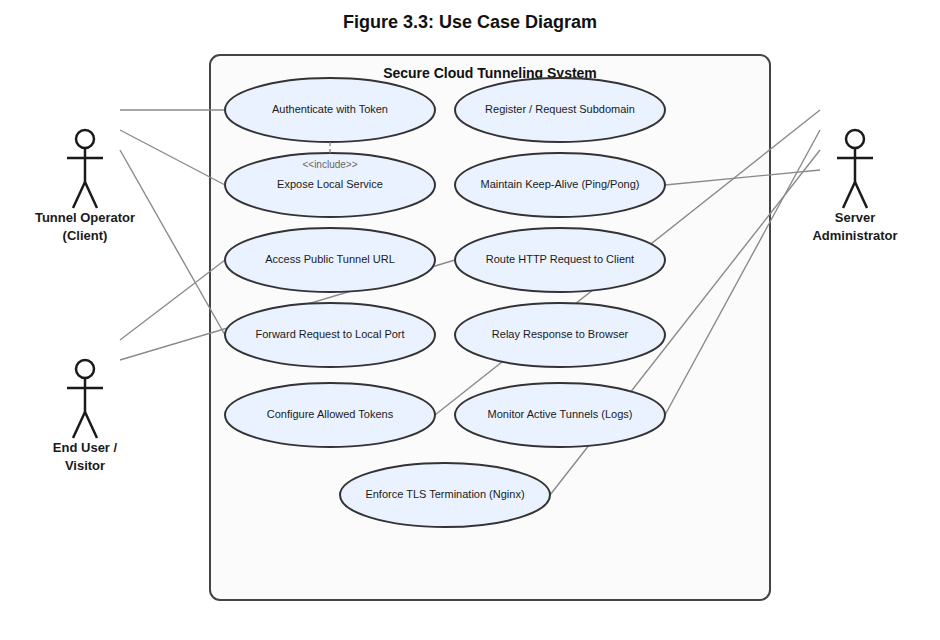 Figure 3.3: Use Case Diagram
Secure Cloud Tunneling System
Authenticate with Token
Register / Request Subdomain
<<include>>
Expose Local Service
Maintain Keep-Alive (Ping/Pong)
Tunnel Operator
(Client)
Server
Administrator
Access Public Tunnel URL
Route HTTP Request to Client
Forward Request to Local Port
Relay Response to Browser
Configure Allowed Tokens
Monitor Active Tunnels (Logs)
End User /
Visitor
Enforce TLS Termination (Nginx)